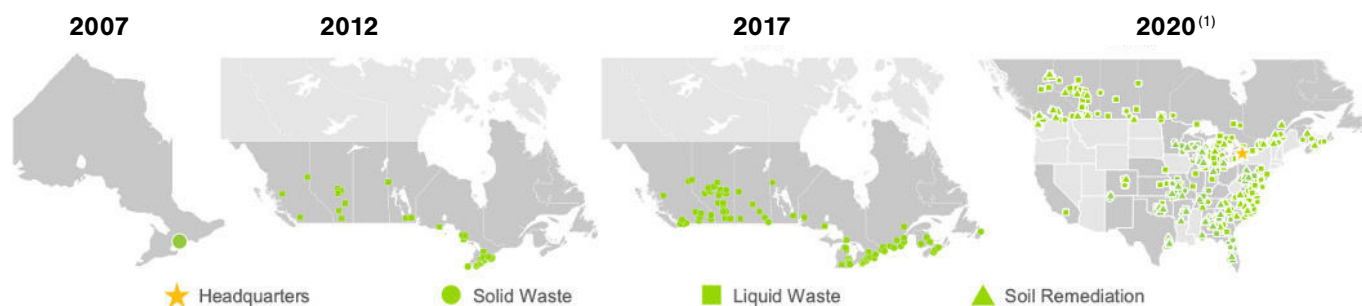 2007 2012 2017 2020(1)
Headquarters Solid Waste Liquid Waste Soil Remediation